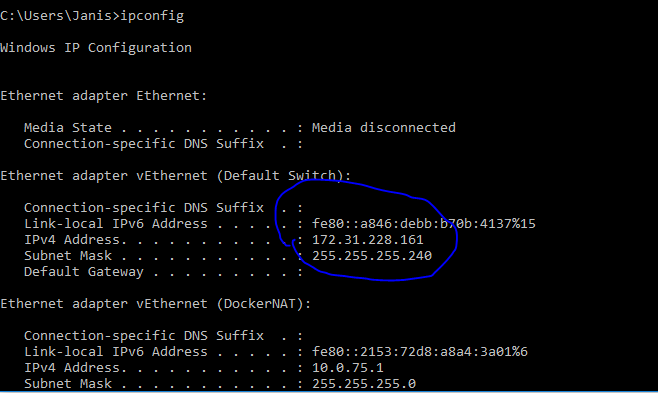 C:\Users\Janis>ipconfig
Windows IP Configuration
Ethernet adapter Ethernet:
Media State . . . . . . . . . . . : Media disconnected
Connection-specific DNS Suffix  . :
Ethernet adapter vEthernet (Default Switch):
Connection-specific DNS Suffix  . :
Link-local IPv6 Address . . . . . : fe80::a846:debb:b70b:4137%15
IPv4 Address. . . . . . . . . . . : 172.31.228.161
Subnet Mask . . . . . . . . . . . : 255.255.255.240
Default Gateway . . . . . . . . . :
Ethernet adapter vEthernet (DockerNAT):
Connection-specific DNS Suffix  . :
Link-local IPv6 Address . . . . . : fe80::2153:72d8:a8a4:3a01%6
IPv4 Address. . . . . . . . . . . : 10.0.75.1
Subnet Mask . . . . . . . . . . . : 255.255.255.0